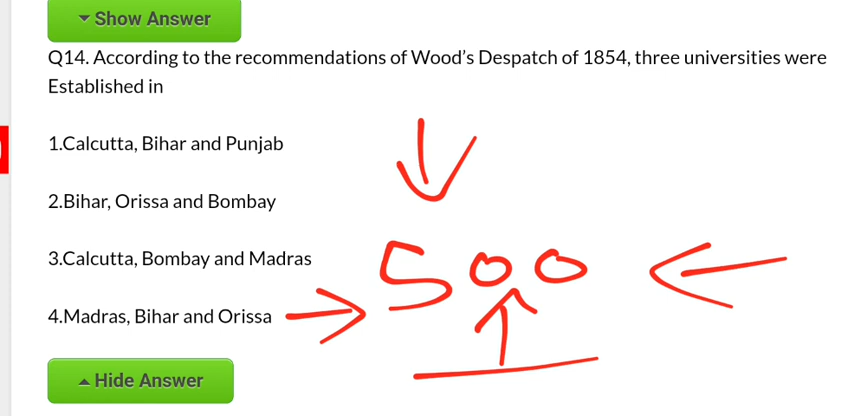 Show Answer
Q14. According to the recommendations of Wood's Despatch of 1854, three universities were
Established in
1.Calcutta, Bihar and Punjab
2.Bihar, Orissa and Bombay
3.Calcutta, Bombay and Madras
500
4.Madras, Bihar and Orissa
Hide Answer